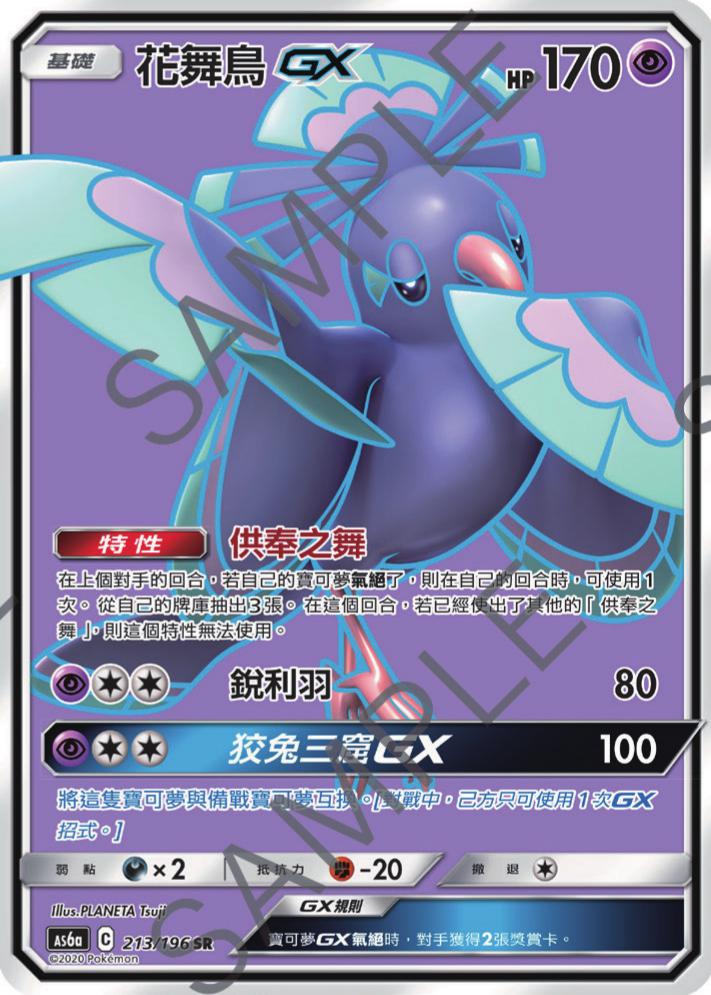 基礎 花舞鳥 GX HP 170
SAMPLE
特性 供奉之舞
在上個對手的回合，若自己的寶可夢氣絕了，則在自己的回合時，可使用1
次。從自己的牌庫抽出3張。在這個回合，若已經使出了其他的「供奉之
舞」，則這個特性無法使用。
銳利羽 80
狡兔三窟GX 100
將這隻寶可夢與備戰寶可夢互換。[對戰中，己方只可使用1次GX
招式。]
SAMPLE
弱點 ×2 抵抗力 -20 撤退
Illus.PLANETA Tsuji GX規則
AS6a C 213/196 SR 寶可夢GX氣絕時，對手獲得2張獎賞卡。
©2020 Pokémon